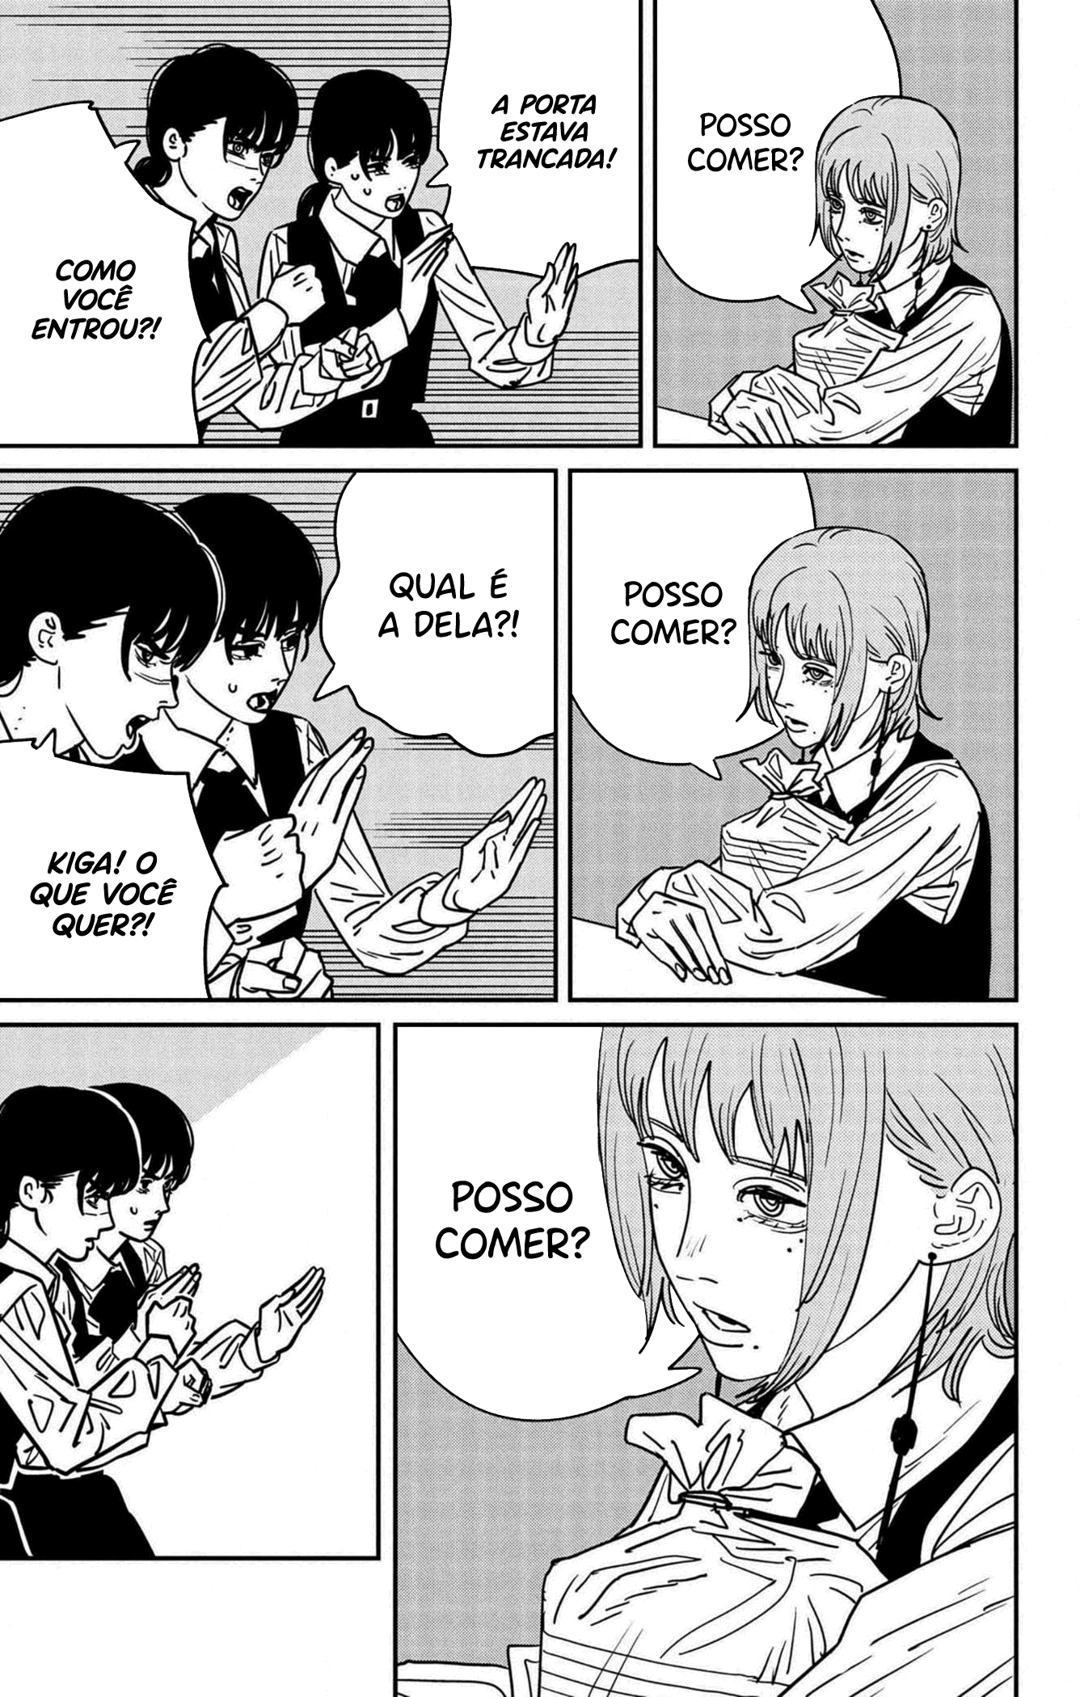 POSSO
COMER?
A PORTA
ESTAVA
TRANCADA!
COMO
VOCÊ
ENTROU?!
POSSO
COMER?
QUAL É
A DELA?!
KIGA! O
QUE VOCÊ
QUER?!
POSSO
COMER?